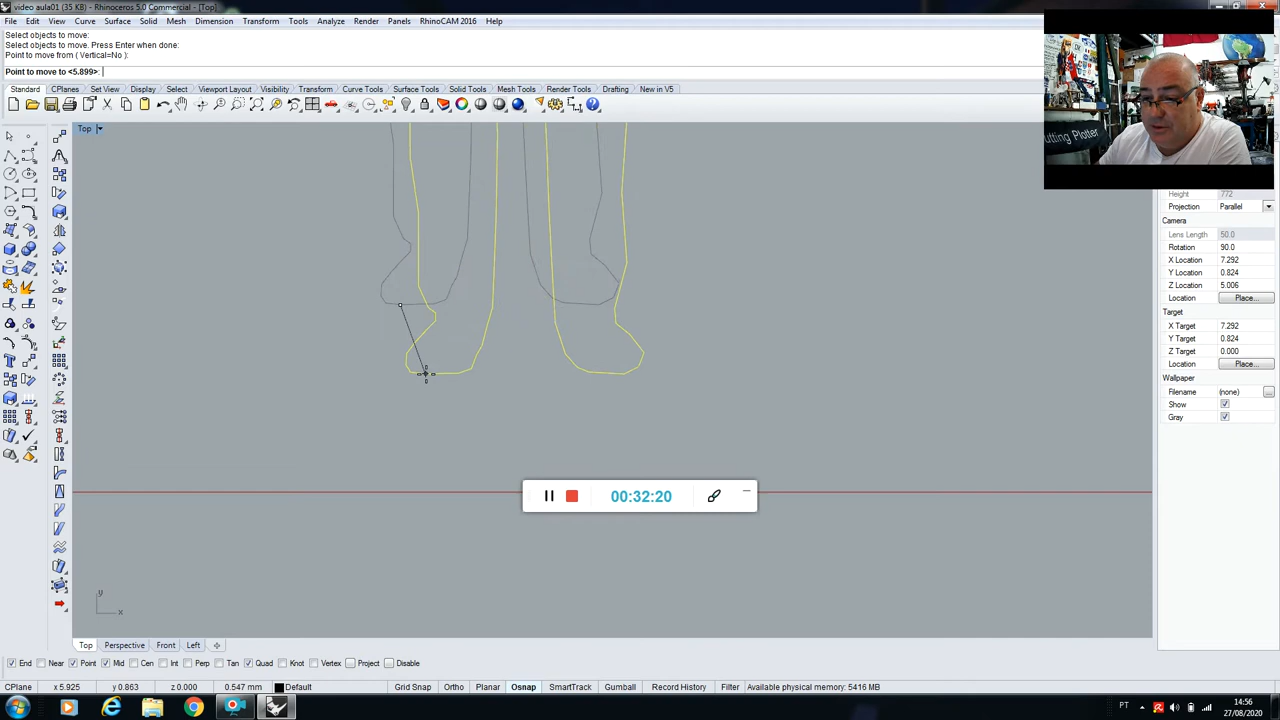 video aula01 (35 KB) - Rhinoceros 5.0 Commercial - [Top]
File Edit View Curve Surface Solid Mesh Dimension Transform Tools Analyze Render Panels RhinoCAM 2016 Help
Select objects to move:
Select objects to move. Press Enter when done:
Point to move from ( Vertical=No ):
Point to move to <5.899>:
Standard CPlanes Set View Display Select Viewport Layout Visibility Transform Curve Tools Surface Tools Solid Tools Mesh Tools Render Tools Drafting New in V5
Top
utting Plotter
Height 772
Projection Parallel
Camera
Lens Length 50.0
Rotation 90.0
X Location 7.292
Y Location 0.824
Z Location 5.006
Location Place...
Target
X Target 7.292
Y Target 0.824
Z Target 0.000
Location Place...
Wallpaper
Filename (none) ...
Show
Gray
00:32:20
y
x
Top Perspective Front Left
End Near Point Mid Cen Int Perp Tan Quad Knot Vertex Project Disable
CPlane x 5.925 y 0.863 z 0.000 0.547 mm Default Grid Snap Ortho Planar Osnap SmartTrack Gumball Record History Filter Available physical memory: 5416 MB
PT 14:56
27/08/2020